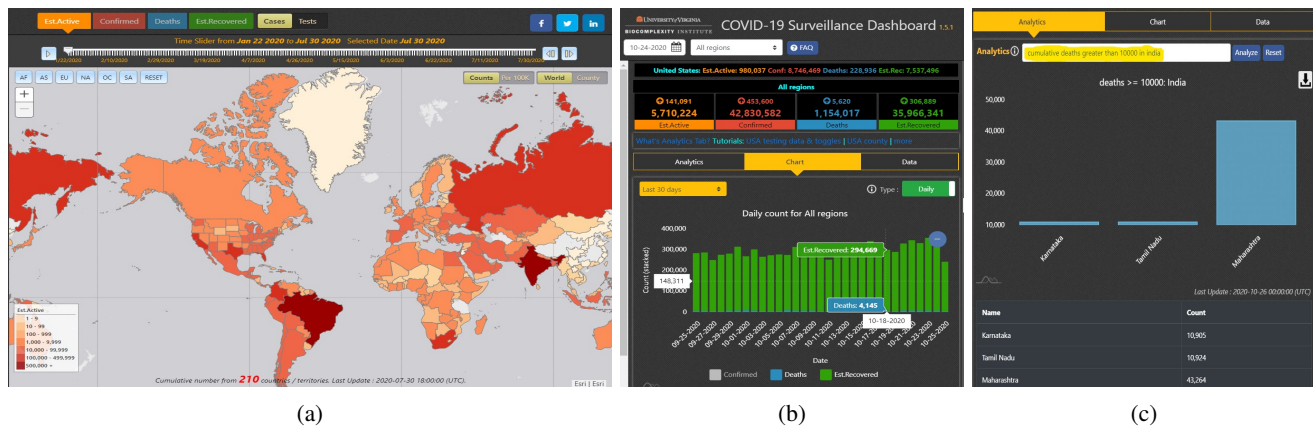 Est.Active Confirmed Deaths Est.Recovered Cases Tests
Time Slider from Jan 22 2020 to Jul 30 2020 Selected Date Jul 30 2020
1/22/2020 2/10/2020 2/29/2020 3/19/2020 4/7/2020 4/26/2020 5/15/2020 6/3/2020 6/22/2020 7/11/2020 7/30/2020
AF AS EU NA OC SA RESET
Counts Per 100K World County
+
Est.Active
1 - 9
10 - 99
100 - 999
1,000 - 9,999
10,000 - 99,999
100,000 - 499,999
500,000 +
Cumulative number from 210 countries / territories. Last Update : 2020-07-30 18:00:00 (UTC).
Esri | Esri
(a)
UNIVERSITY of VIRGINIA
BIOCOMPLEXITY INSTITUTE
COVID-19 Surveillance Dashboard 1.5.1
10-24-2020 All regions FAQ
United States: Est.Active: 980,037 Conf: 8,746,469 Deaths: 228,936 Est.Rec: 7,537,496
All regions
141,091 453,600 5,620 306,889
5,710,224 42,830,582 1,154,017 35,966,341
Est.Active Confirmed Deaths Est.Recovered
What's Analytics Tab? Tutorials: USA testing data & toggles | USA county | more
Analytics Chart Data
Last 30 days Type : Daily
Daily count for All regions
Count (stacked)
400,000
300,000
200,000
148,311
100,000
0
Est.Recovered: 294,669
Deaths: 4,145
10-18-2020
09-25-2020 09-27-2020 09-29-2020 10-01-2020 10-03-2020 10-05-2020 10-07-2020 10-09-2020 10-11-2020 10-13-2020 10-15-2020 10-17-2020 10-19-2020 10-21-2020 10-23-2020 10-25-2020
Date
Confirmed Deaths Est.Recovered
(b)
Analytics Chart Data
Analytics cumulative deaths greater than 10000 in india Analyze Reset
deaths >= 10000: India
50,000
40,000
30,000
20,000
10,000
Karnataka Tamil Nadu Maharashtra
Last Update : 2020-10-26 00:00:00 (UTC)
Name Count
Karnataka 10,905
Tamil Nadu 10,924
Maharashtra 43,264
(c)